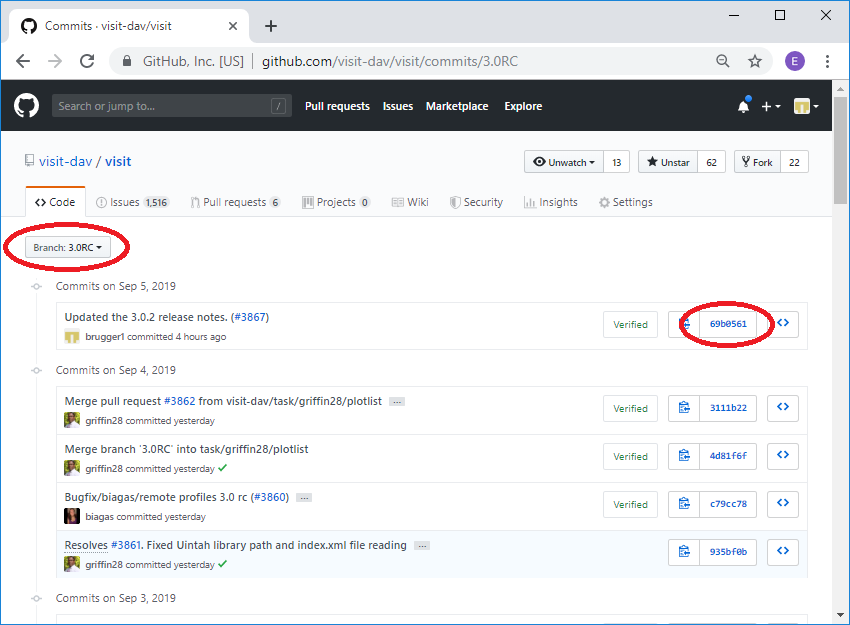 Commits · visit-dav/visit
GitHub, Inc. [US] github.com/visit-dav/visit/commits/3.0RC E
Search or jump to... / Pull requests Issues Marketplace Explore
visit-dav / visit Unwatch 13 Unstar 62 Fork 22
Code Issues 1,516 Pull requests 6 Projects 0 Wiki Security Insights Settings
Branch: 3.0RC
Commits on Sep 5, 2019
Updated the 3.0.2 release notes. (#3867)
brugger1 committed 4 hours ago
Verified 69b0561
Commits on Sep 4, 2019
Merge pull request #3862 from visit-dav/task/griffin28/plotlist ...
griffin28 committed yesterday
Verified 3111b22
Merge branch '3.0RC' into task/griffin28/plotlist
griffin28 committed yesterday
Verified 4d81f6f
Bugfix/biagas/remote profiles 3.0 rc (#3860) ...
biagas committed yesterday
Verified c79cc78
Resolves #3861. Fixed Uintah library path and index.xml file reading ...
griffin28 committed yesterday
935bf0b
Commits on Sep 3, 2019